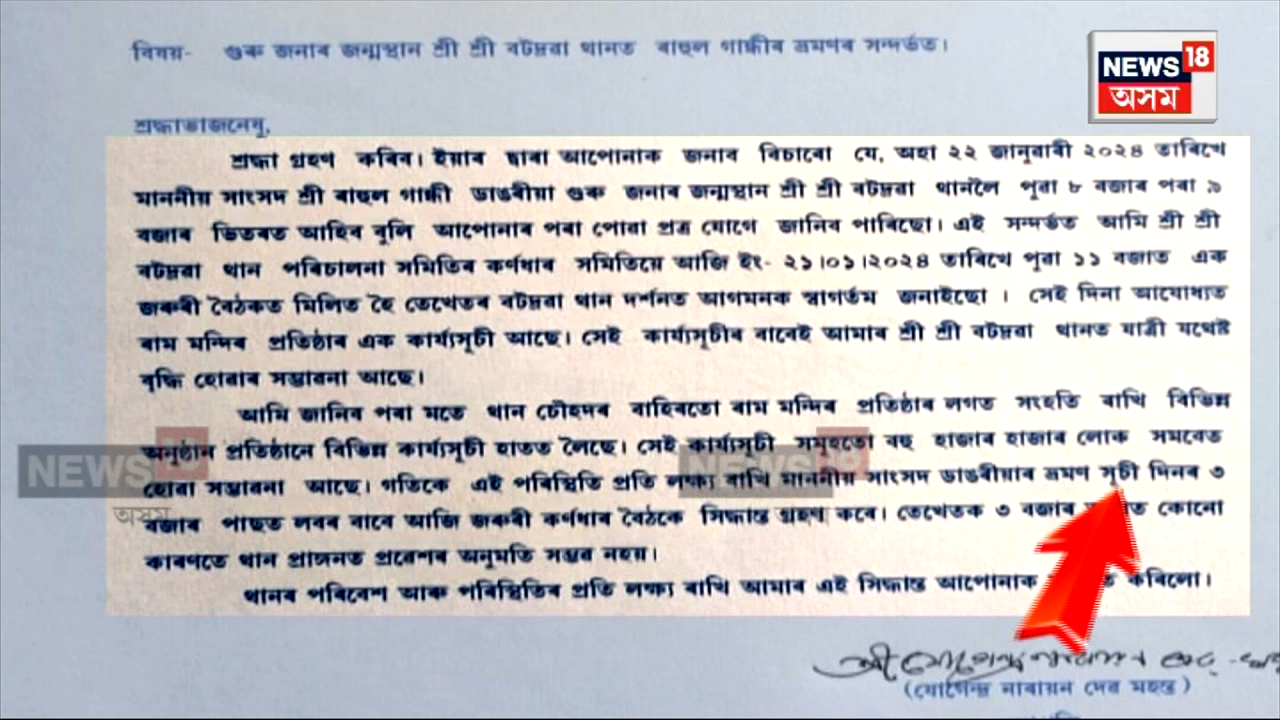 বিষয়- গুৰু জনাৰ জন্মস্থান শ্ৰী শ্ৰী বটদ্ৰৱা থানত ৰাহুল গান্ধীৰ ভ্ৰমণৰ সন্দৰ্ভত।
NEWS 18
অসম
শ্ৰদ্ধাভাজনেষু,
শ্ৰদ্ধা গ্ৰহণ কৰিব। ইয়াৰ দ্বাৰা আপোনাক জনাব বিচাৰো যে, অহা ২২ জানুৱাৰী ২০২৪ তাৰিখে
মাননীয় সাংসদ শ্ৰী ৰাহুল গান্ধী ডাঙৰীয়া গুৰু জনাৰ জন্মস্থান শ্ৰী শ্ৰী বটদ্ৰৱা থানলৈ পূৱা ৮ বজাৰ পৰা ৯
বজাৰ ভিতৰত আহিব বুলি আপোনাৰ পৰা পোৱা পত্ৰ যোগে জানিব পাৰিছো। এই সন্দৰ্ভত আমি শ্ৰী শ্ৰী
বটদ্ৰৱা থান পৰিচালনা সমিতিৰ কৰ্ণধাৰ সমিতিয়ে আজি ইং- ২১।০১।২০২৪ তাৰিখে পূৱা ১১ বজাত এক
জৰুৰী বৈঠকত মিলিত হৈ তেখেতৰ বটদ্ৰৱা থান দৰ্শনত আগমনক স্বাগতম জনাইছো । সেই দিনা আযোধ্যত
ৰাম মন্দিৰ প্ৰতিষ্ঠাৰ এক কাৰ্য্যসূচী আছে। সেই কাৰ্য্যসূচীৰ বাবেই আমাৰ শ্ৰী শ্ৰী বটদ্ৰৱা থানত যাত্ৰী যথেষ্ট
বৃদ্ধি হোৱাৰ সম্ভাৱনা আছে।
আমি জানিব পৰা মতে থান চৌহদৰ বাহিৰতো ৰাম মন্দিৰ প্ৰতিষ্ঠাৰ লগত সংহতি ৰাখি বিভিন্ন
অনুষ্ঠান প্ৰতিষ্ঠানে বিভিন্ন কাৰ্য্যসূচী হাতত লৈছে। সেই কাৰ্য্যসূচী সমূহতো বহু হাজাৰ হাজাৰ লোক সমবেত
হোৱা সম্ভাৱনা আছে। গতিকে এই পৰিস্থিতি প্ৰতি লক্ষ্য ৰাখি মাননীয় সাংসদ ডাঙৰীয়াৰ ভ্ৰমণ সূচী দিনৰ ৩
বজাৰ পাছত লবৰ বাবে আজি জৰুৰী কৰ্ণধাৰ বৈঠকে সিদ্ধান্ত গ্ৰহণ কৰে। তেখেতক ৩ বজাৰ কোনো
কাৰণতে থান প্ৰাঙ্গনত প্ৰৱেশৰ অনুমতি সম্ভৱ নহয়।
থানৰ পৰিবেশ আৰু পৰিস্থিতিৰ প্ৰতি লক্ষ্য ৰাখি আমাৰ এই সিদ্ধান্ত আপোনাক কৰিলো।
NEWS 18
অসম
NEWS 18
(যোগেন্দ্ৰ নাৰায়ন দেৱ মহন্ত)